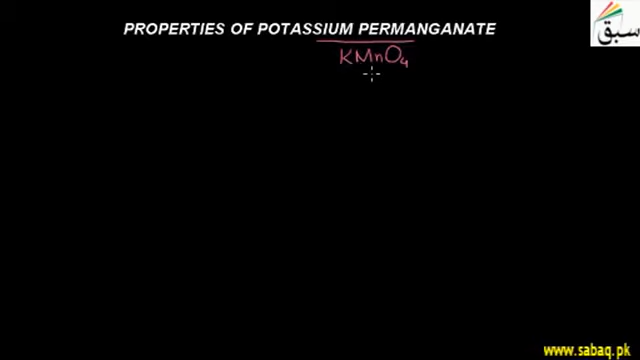 PROPERTIES OF POTASSIUM PERMANGANATE
KMnO₄
سبق
www.sabaq.pk